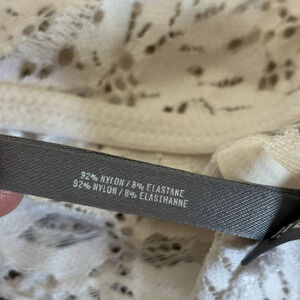 92% NYLON / 8% ELASTANE
92% NYLON / 8% ELASTHANNE